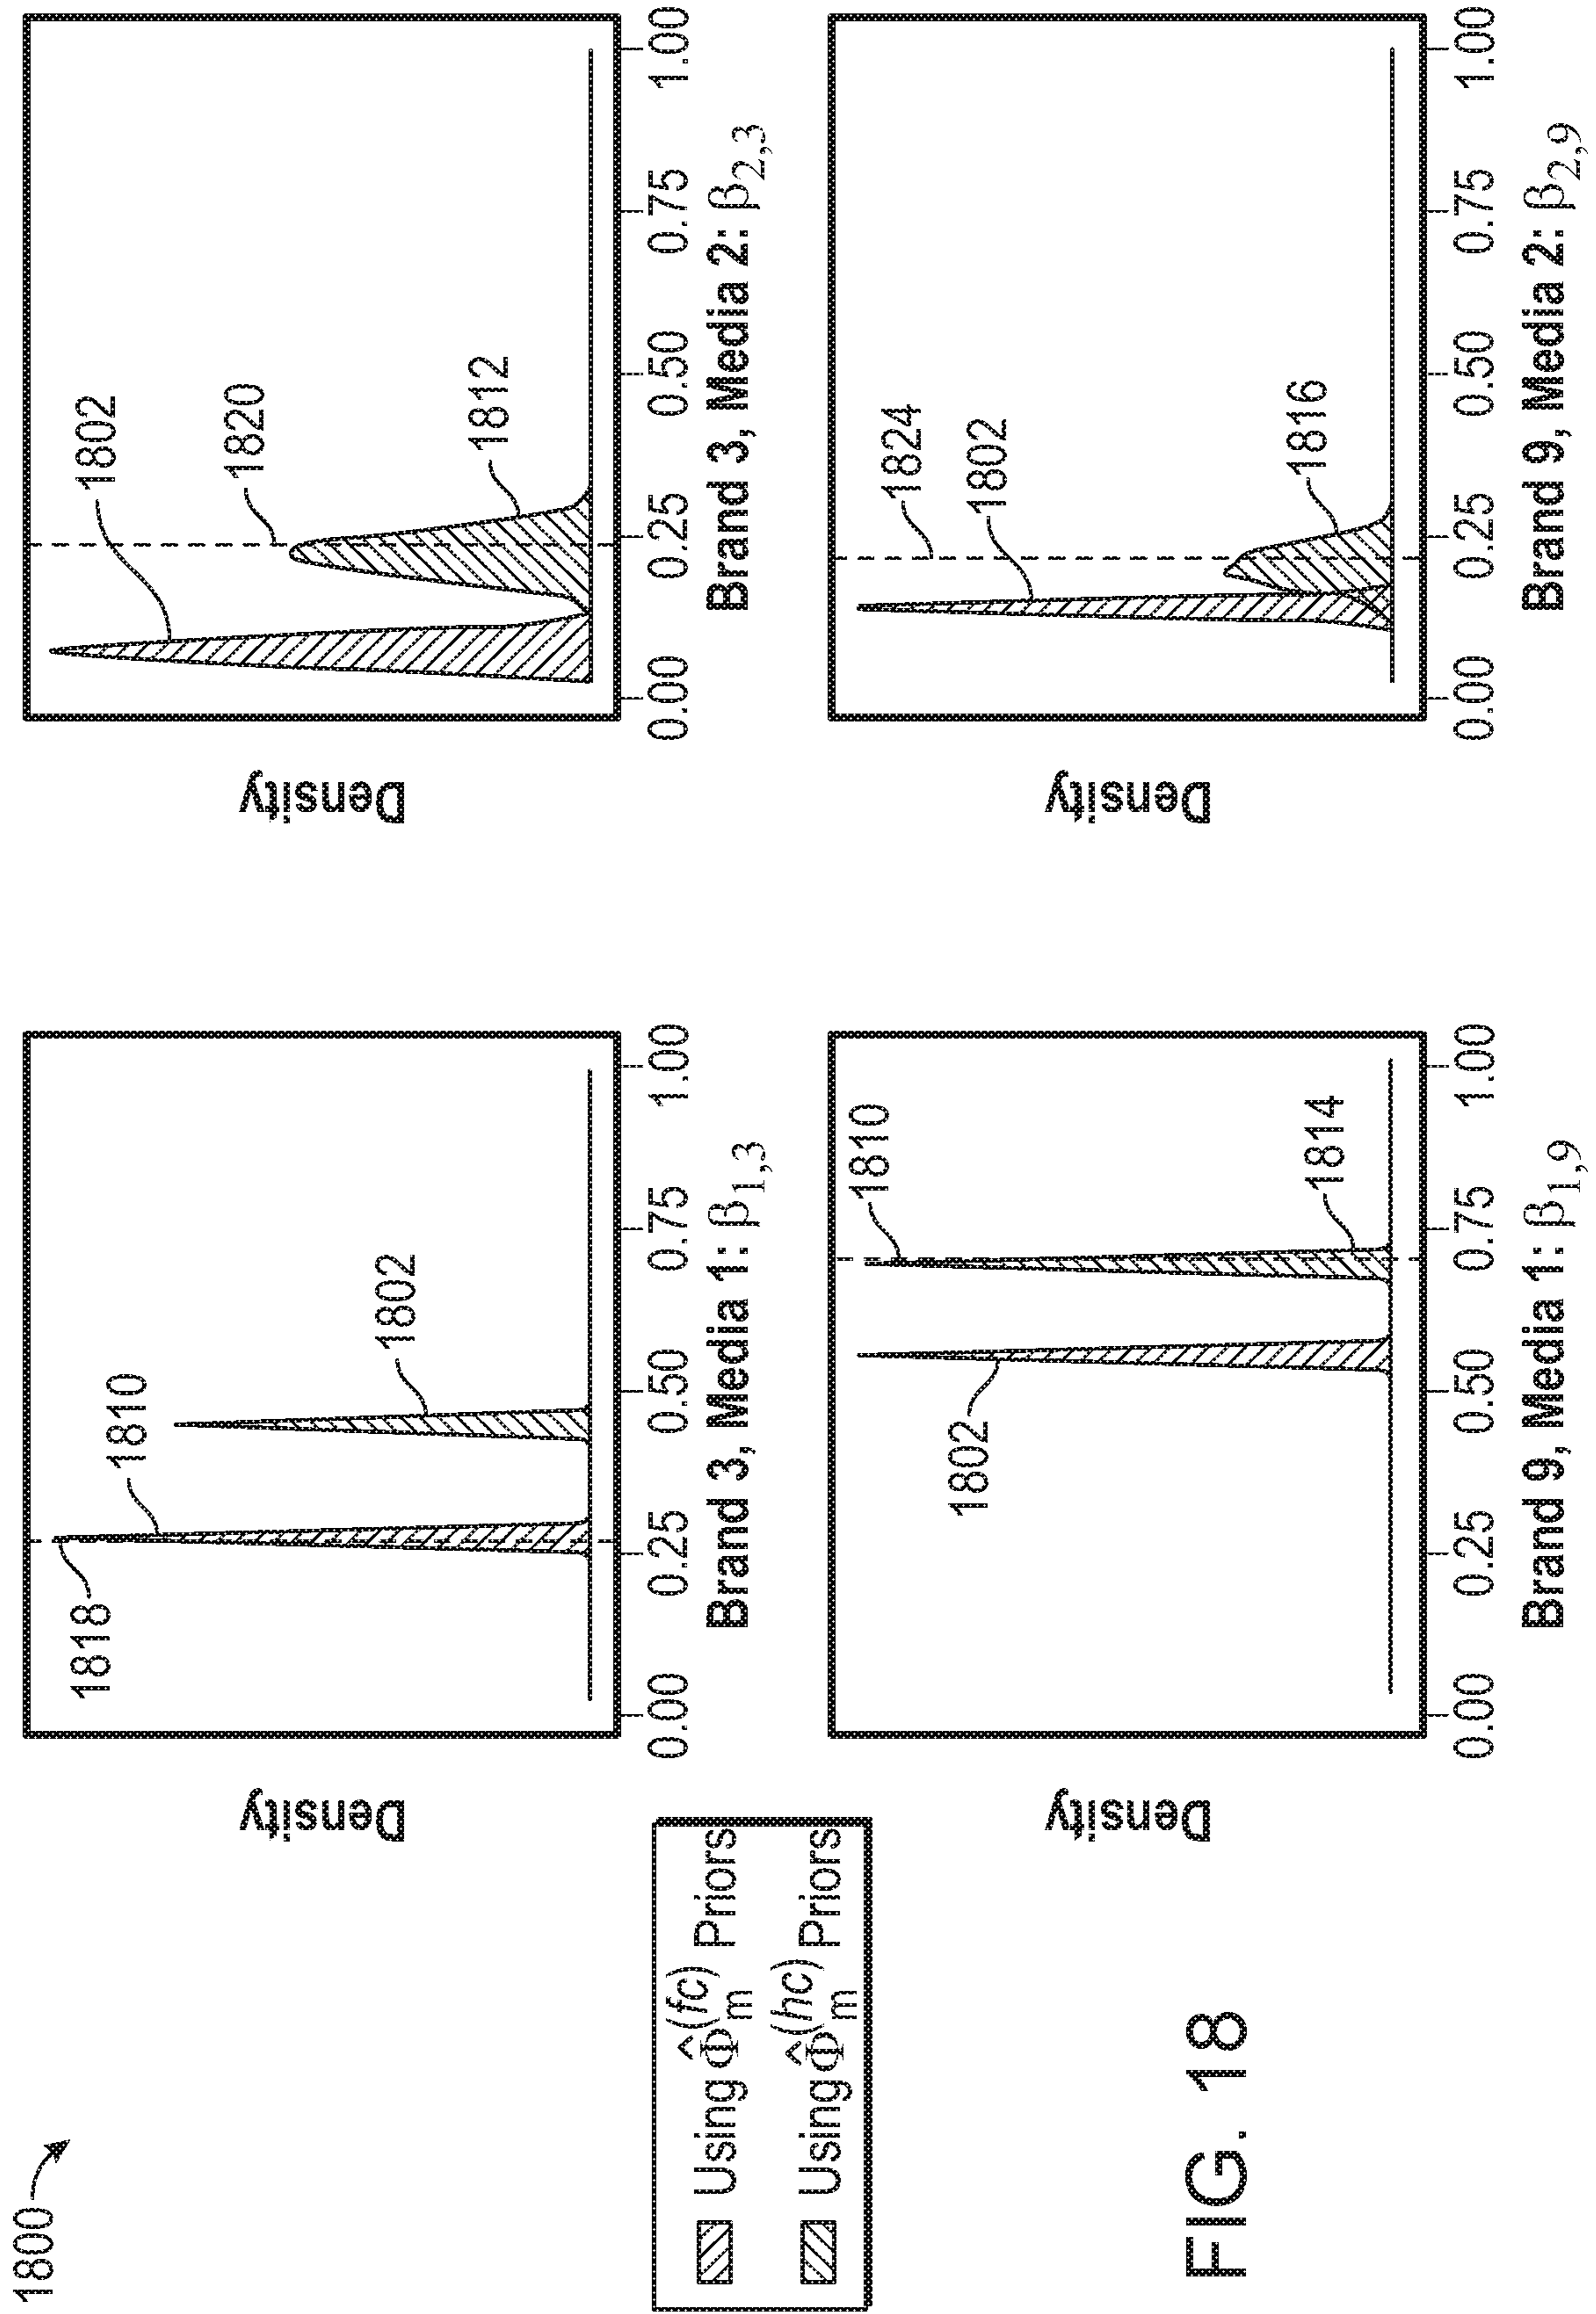 1800
Using Φ̂m(fc) Priors
Using Φ̂m(hc) Priors
Density
1818
1810
1802
0.00 0.25 0.50 0.75 1.00
Brand 3, Media 1: β1,3
Density
1802
1820
1812
0.00 0.25 0.50 0.75 1.00
Brand 3, Media 2: β2,3
Density
1802
1810
1814
0.00 0.25 0.50 0.75 1.00
Brand 9, Media 1: β1,9
Density
1824
1802
1816
0.00 0.25 0.50 0.75 1.00
Brand 9, Media 2: β2,9
FIG. 18